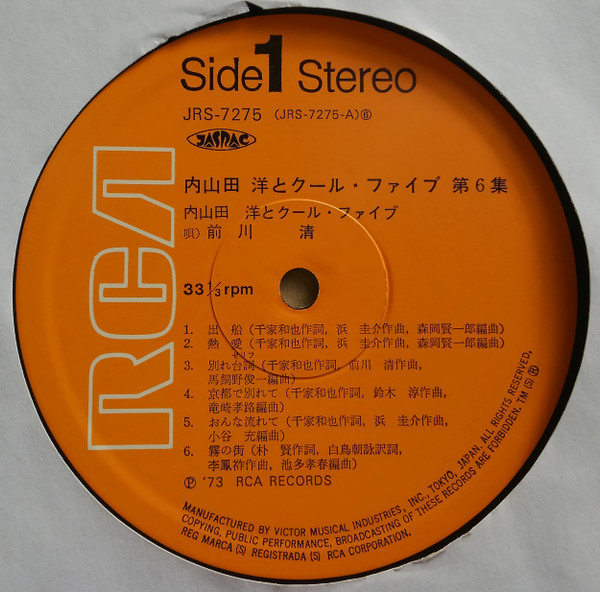 Side 1 Stereo
JRS-7275 (JRS-7275-A)⑥
JASRAC
RCA
内山田 洋とクール・ファイブ 第6集
内山田 洋とクール・ファイブ
唄) 前川 清
33 1/3 rpm
1. 出 船 (千家和也作詞, 浜 圭介作曲, 森岡賢一郎編曲)
2. 熱 愛 (千家和也作詞, 浜 圭介作曲, 森岡賢一郎編曲)
セリフ
3. 別れ台詞 (千家和也作詞, 前川 清作曲,
馬飼野俊一編曲)
4. 京都で別れて (千家和也作詞, 鈴木 淳作曲,
竜崎孝路編曲)
5. おんな流れて (千家和也作詞, 浜 圭介作曲,
小谷 充編曲)
6. 霧の街 (朴 賢作詞, 白鳥朝詠訳詞,
李鳳祚作曲, 池多孝春編曲)
Ⓟ '73 RCA RECORDS
MANUFACTURED BY VICTOR MUSICAL INDUSTRIES, INC., TOKYO, JAPAN. ALL RIGHTS RESERVED,
COPYING, PUBLIC PERFORMANCE, BROADCASTING OF THESE RECORDS ARE FORBIDDEN. TM (S) ®
REG MARCA (S) REGISTRADA (S) RCA CORPORATION.